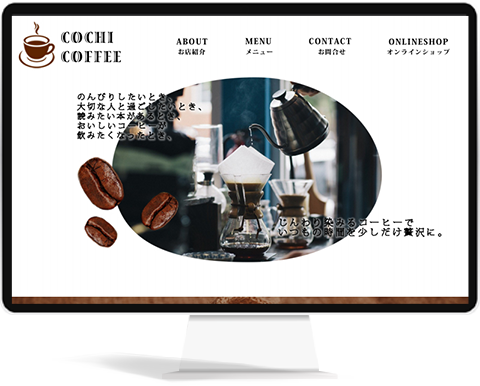 COCHI
COFFEE
ABOUT
お店紹介
MENU
メニュー
CONTACT
お問合せ
ONLINESHOP
オンラインショップ
のんびりしたいとき、
大切な人と過ごしたいとき、
読みたい本があるとき、
おいしいコーヒーが
飲みたくなったとき、
じんわり染みるコーヒーで
いつもの時間を少しだけ贅沢に。